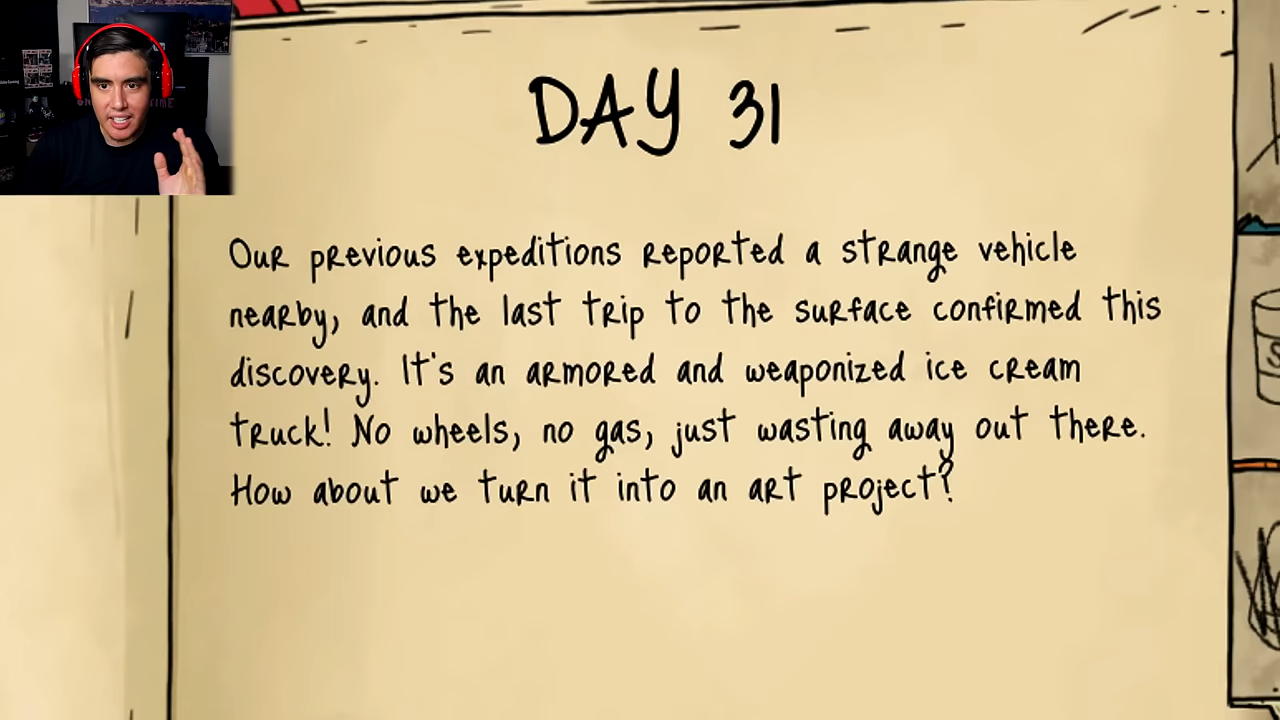 DAY 31
Our previous expeditions reported a strange vehicle
nearby, and the last trip to the surface confirmed this
discovery. It's an armored and weaponized ice cream
truck! No wheels, no gas, just wasting away out there.
How about we turn it into an art project?